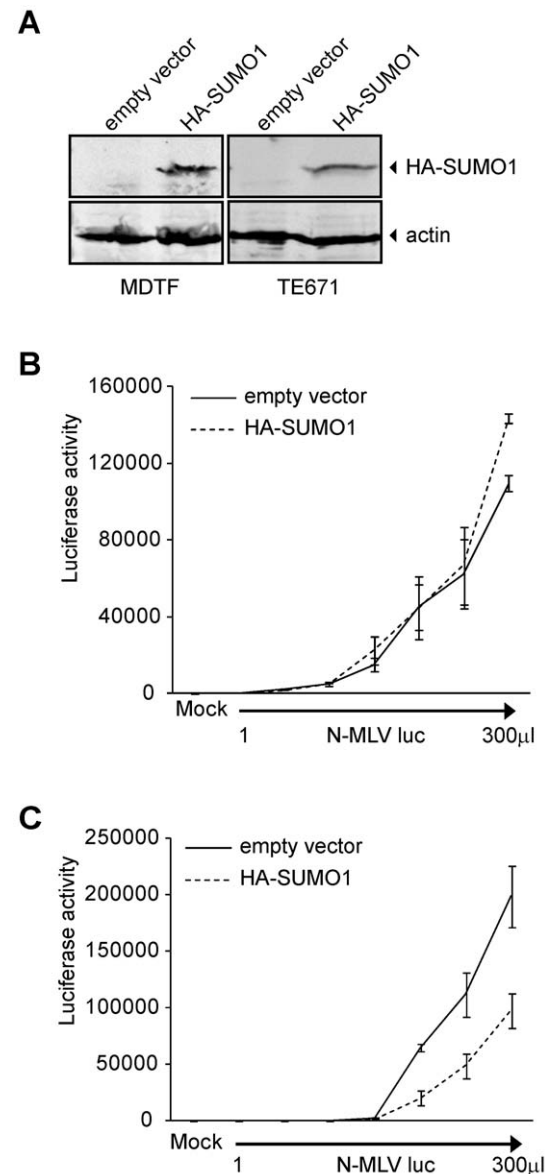 A
empty vector
HA-SUMO1
empty vector
HA-SUMO1
HA-SUMO1
actin
MDTF
TE671
B
Luciferase activity
160000
120000
80000
40000
0
empty vector
HA-SUMO1
Mock
1
N-MLV luc
300µl
C
Luciferase activity
250000
200000
150000
100000
50000
0
empty vector
HA-SUMO1
Mock
1
N-MLV luc
300µl